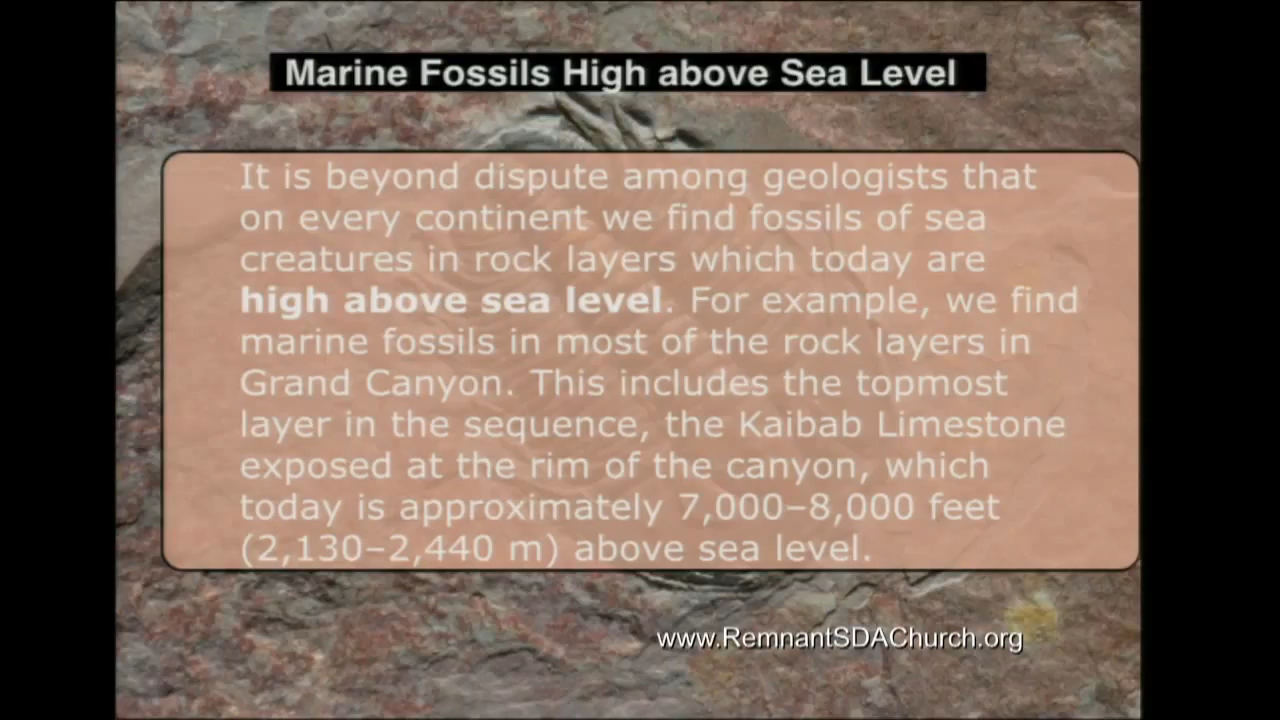 Marine Fossils High above Sea Level
It is beyond dispute among geologists that
on every continent we find fossils of sea
creatures in rock layers which today are
high above sea level. For example, we find
marine fossils in most of the rock layers in
Grand Canyon. This includes the topmost
layer in the sequence, the Kaibab Limestone
exposed at the rim of the canyon, which
today is approximately 7,000–8,000 feet
(2,130–2,440 m) above sea level.
www.RemnantSDAChurch.org